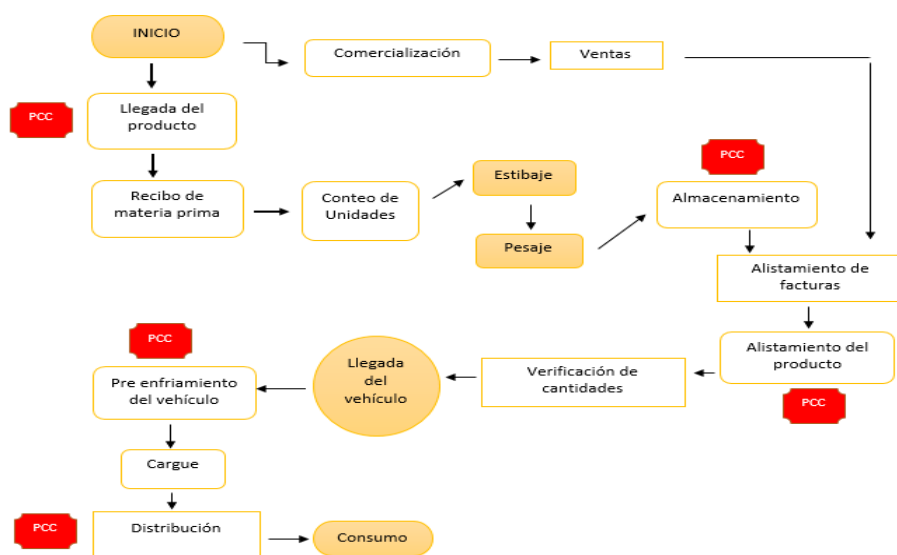 INICIO
Comercialización
Ventas
PCC
Llegada del
producto
PCC
Recibo de
materia prima
Conteo de
Unidades
Estibaje
Pesaje
Almacenamiento
Alistamiento de
facturas
PCC
Llegada
del
vehículo
Verificación de
cantidades
Alistamiento del
producto
PCC
Pre enfriamiento
del vehículo
Cargue
PCC
Distribución
Consumo